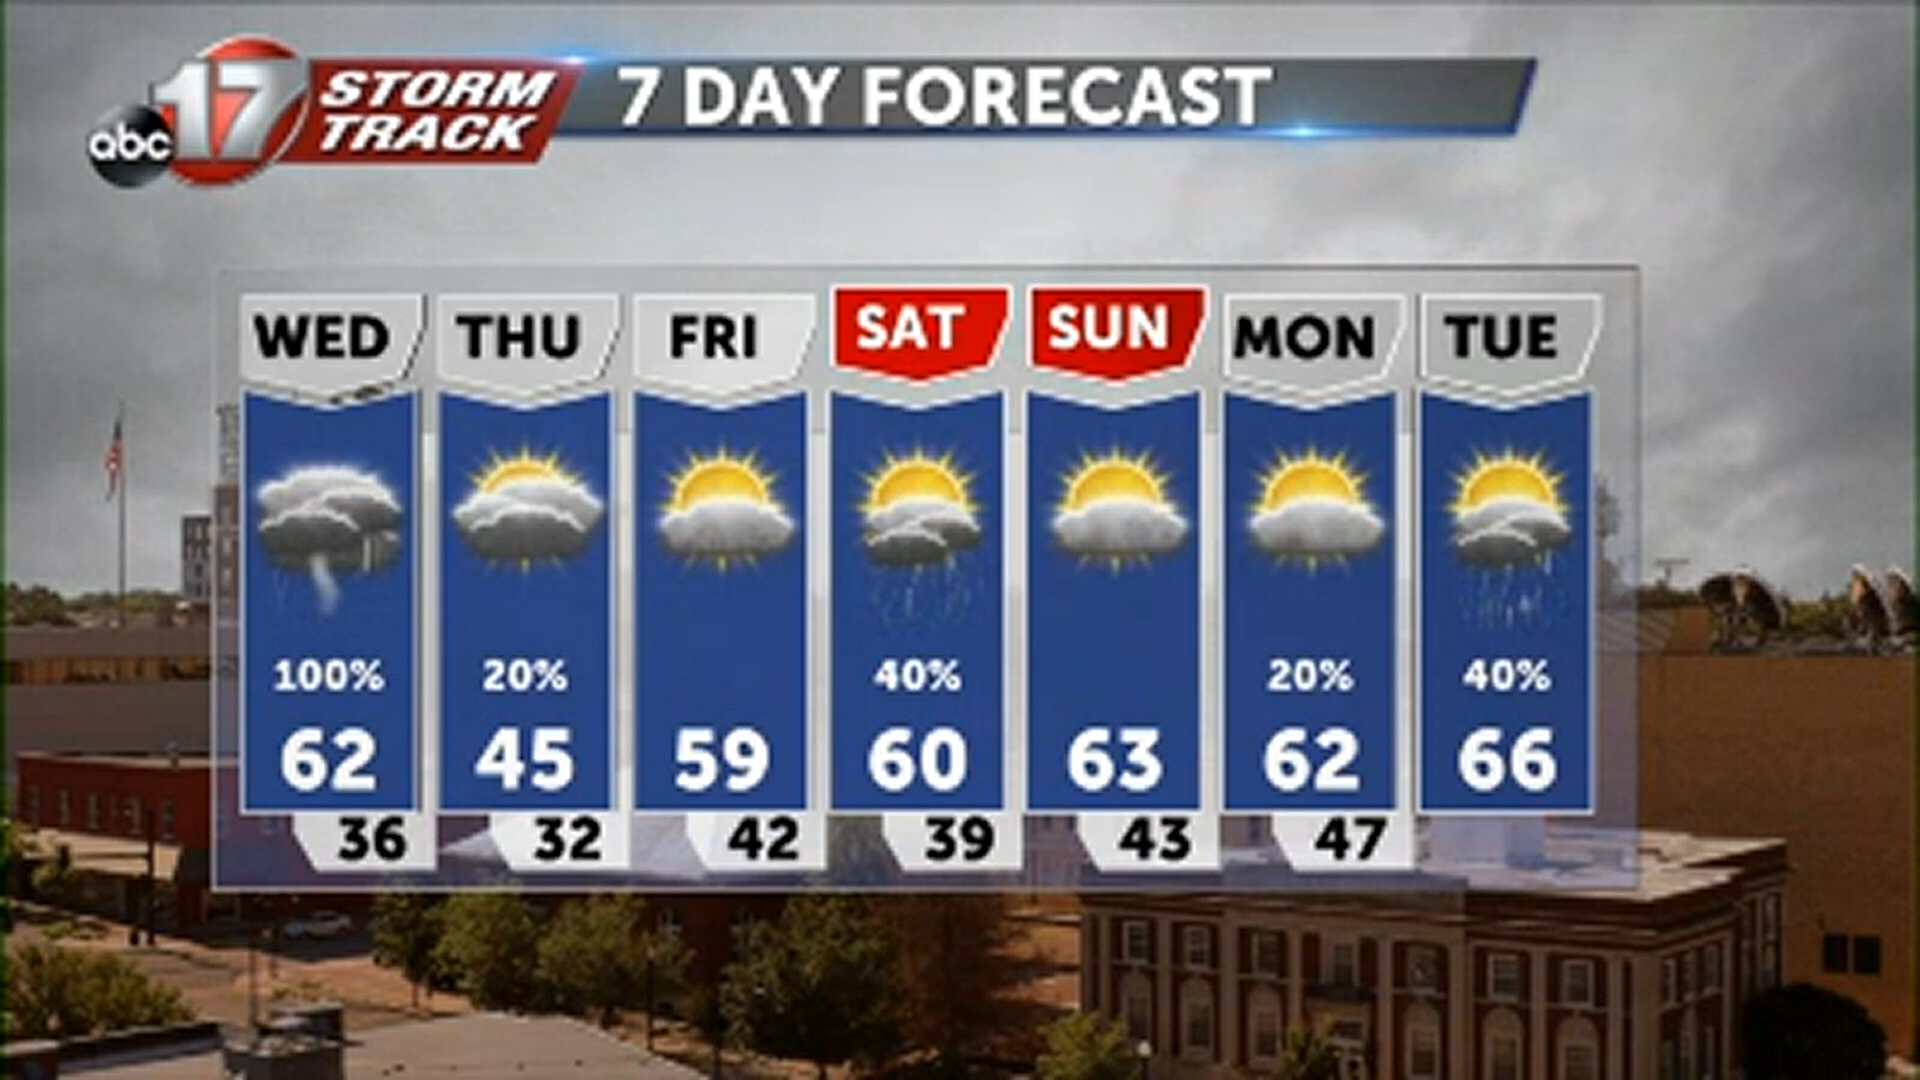 abc 17 STORM TRACK
7 DAY FORECAST
WED THU FRI SAT SUN MON TUE
100% 20% 40% 20% 40%
62 45 59 60 63 62 66
36 32 42 39 43 47